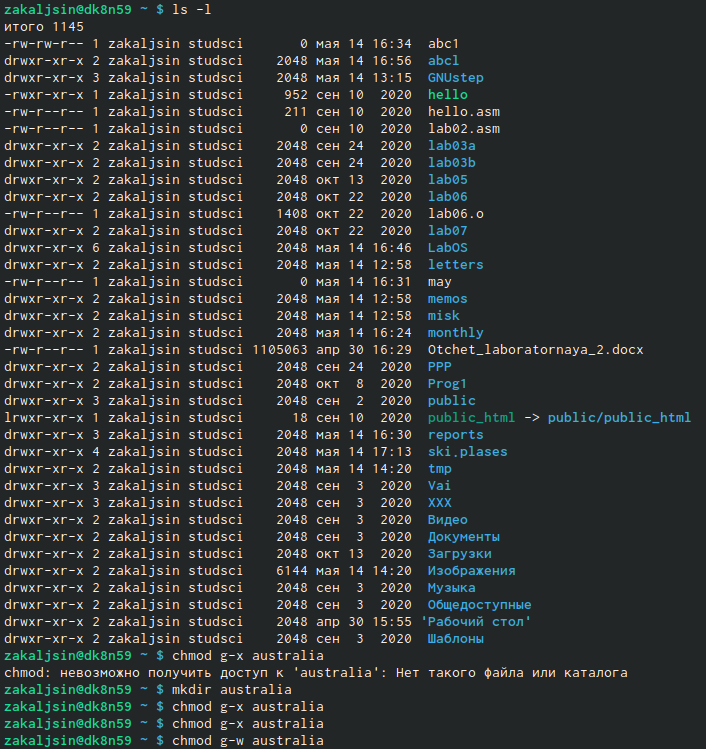 zakaljsin@dk8n59 ~ $ ls -l
итого 1145
-rw-rw-r-- 1 zakaljsin studsci       0 мая 14 16:34  abc1
drwxr-xr-x 2 zakaljsin studsci    2048 мая 14 16:56  abcl
drwxr-xr-x 3 zakaljsin studsci    2048 мая 14 13:15  GNUstep
-rwxr-xr-x 1 zakaljsin studsci     952 сен 10  2020  hello
-rw-r--r-- 1 zakaljsin studsci     211 сен 10  2020  hello.asm
-rw-r--r-- 1 zakaljsin studsci       0 сен 10  2020  lab02.asm
drwxr-xr-x 2 zakaljsin studsci    2048 сен 24  2020  lab03a
drwxr-xr-x 2 zakaljsin studsci    2048 сен 24  2020  lab03b
drwxr-xr-x 2 zakaljsin studsci    2048 окт 13  2020  lab05
drwxr-xr-x 2 zakaljsin studsci    2048 окт 22  2020  lab06
-rw-r--r-- 1 zakaljsin studsci    1408 окт 22  2020  lab06.o
drwxr-xr-x 2 zakaljsin studsci    2048 окт 22  2020  lab07
drwxr-xr-x 6 zakaljsin studsci    2048 мая 14 16:46  LabOS
drwxr-xr-x 2 zakaljsin studsci    2048 мая 14 12:58  letters
-rw-r--r-- 1 zakaljsin studsci       0 мая 14 16:31  may
drwxr-xr-x 2 zakaljsin studsci    2048 мая 14 12:58  memos
drwxr-xr-x 2 zakaljsin studsci    2048 мая 14 12:58  misk
drwxr-xr-x 2 zakaljsin studsci    2048 мая 14 16:24  monthly
-rw-r--r-- 1 zakaljsin studsci 1105063 апр 30 16:29  Otchet_laboratornaya_2.docx
drwxr-xr-x 2 zakaljsin studsci    2048 сен 24  2020  PPP
drwxr-xr-x 2 zakaljsin studsci    2048 окт  8  2020  Prog1
drwxr-xr-x 3 zakaljsin studsci    2048 сен  2  2020  public
lrwxr-xr-x 1 zakaljsin studsci      18 сен 10  2020  public_html -> public/public_html
drwxr-xr-x 3 zakaljsin studsci    2048 мая 14 16:30  reports
drwxr-xr-x 4 zakaljsin studsci    2048 мая 14 17:13  ski.plases
drwxr-xr-x 2 zakaljsin studsci    2048 мая 14 14:20  tmp
drwxr-xr-x 3 zakaljsin studsci    2048 сен  3  2020  Vai
drwxr-xr-x 3 zakaljsin studsci    2048 сен  3  2020  XXX
drwxr-xr-x 2 zakaljsin studsci    2048 сен  3  2020  Видео
drwxr-xr-x 2 zakaljsin studsci    2048 сен  3  2020  Документы
drwxr-xr-x 2 zakaljsin studsci    2048 окт 13  2020  Загрузки
drwxr-xr-x 2 zakaljsin studsci    6144 мая 14 14:20  Изображения
drwxr-xr-x 2 zakaljsin studsci    2048 сен  3  2020  Музыка
drwxr-xr-x 2 zakaljsin studsci    2048 сен  3  2020  Общедоступные
drwxr-xr-x 2 zakaljsin studsci    2048 апр 30 15:55 'Рабочий стол'
drwxr-xr-x 2 zakaljsin studsci    2048 сен  3  2020  Шаблоны
zakaljsin@dk8n59 ~ $ chmod g-x australia
chmod: невозможно получить доступ к 'australia': Нет такого файла или каталога
zakaljsin@dk8n59 ~ $ mkdir australia
zakaljsin@dk8n59 ~ $ chmod g-x australia
zakaljsin@dk8n59 ~ $ chmod g-x australia
zakaljsin@dk8n59 ~ $ chmod g-w australia